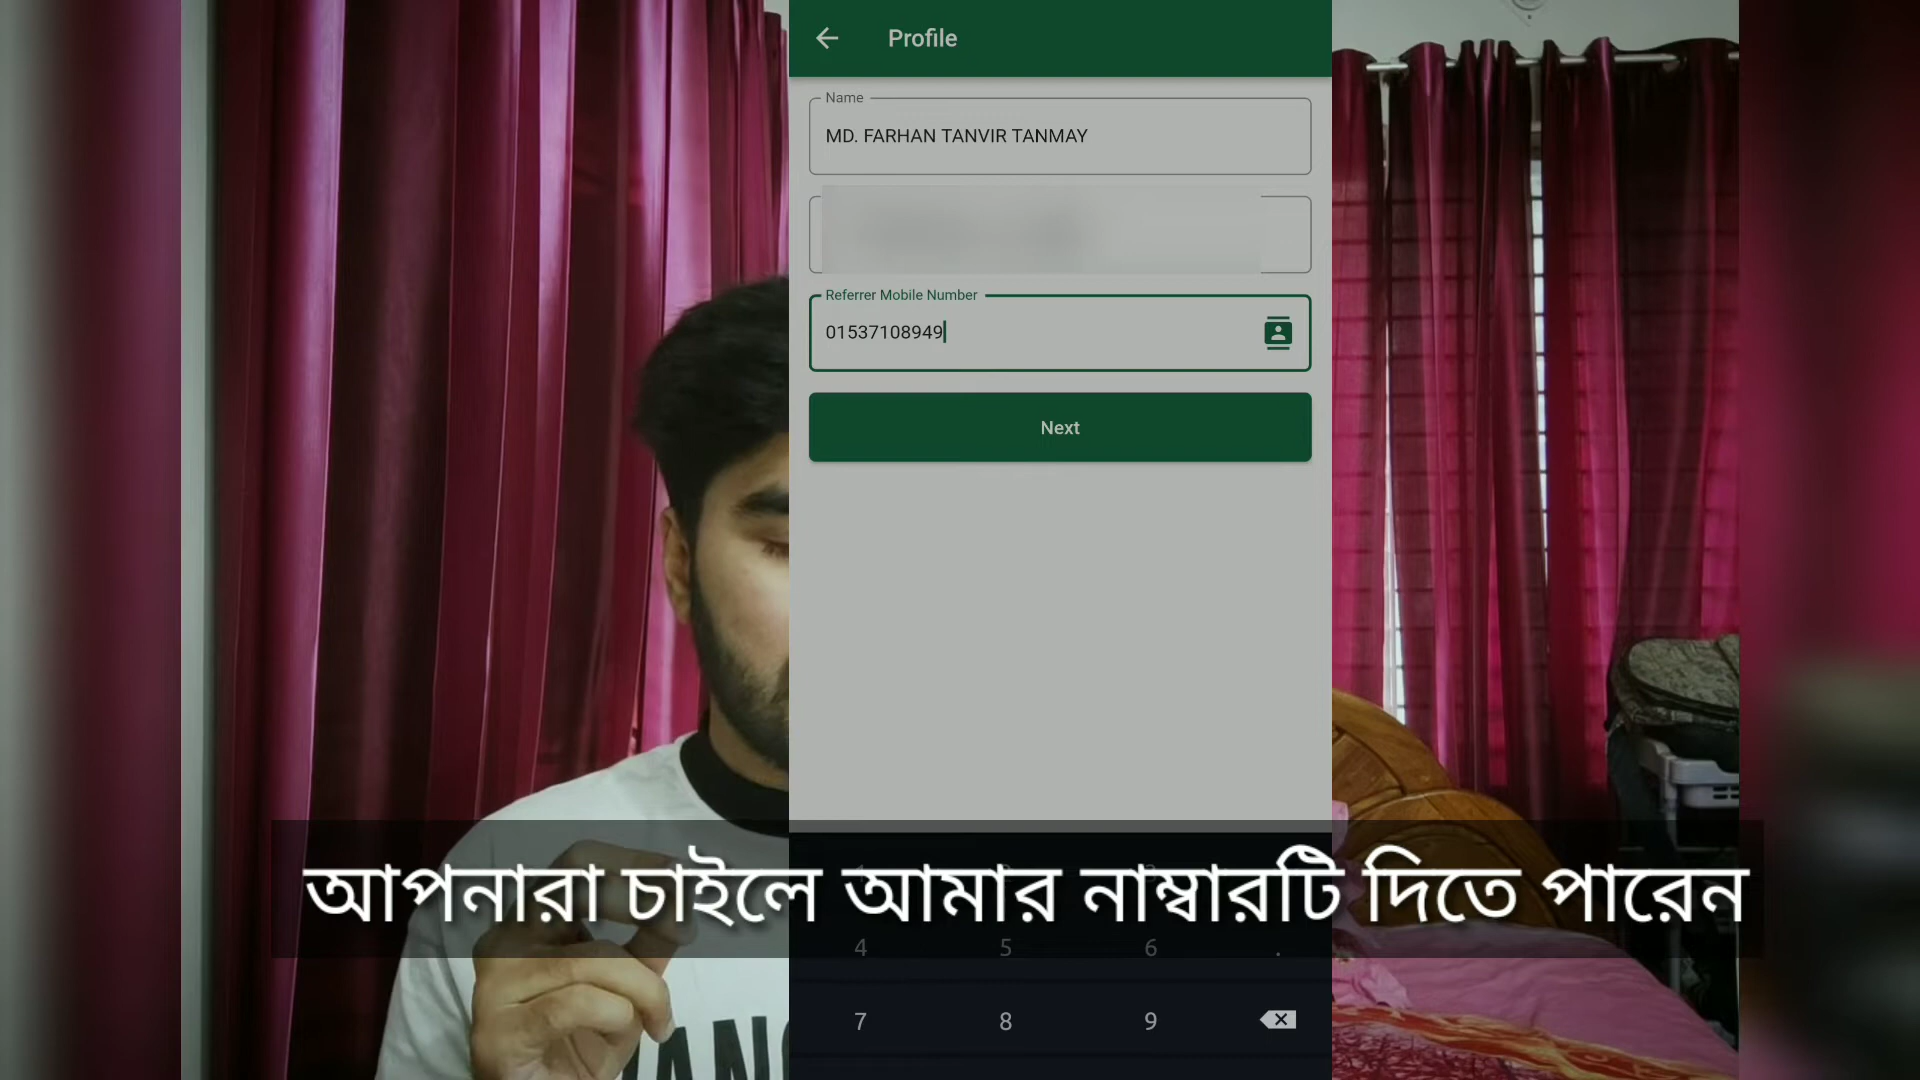 Profile
Name
MD. FARHAN TANVIR TANMAY
Referrer Mobile Number
01537108949
Next
আপনারা চাইলে আমার নাম্বারটি দিতে পারেন
4 5 6 .
7 8 9